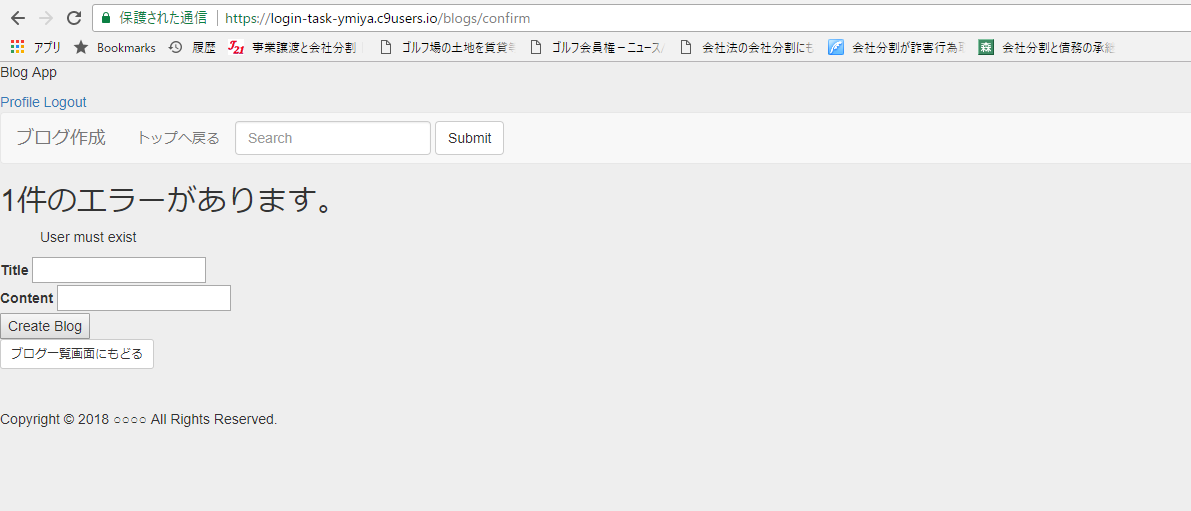 保護された通信 https://login-task-ymiya.c9users.io/blogs/confirm
アプリ Bookmarks 履歴 J21 事業譲渡と会社分割 ゴルフ場の土地を賃貸 ゴルフ会員権－ニュース 会社法の会社分割にも 会社分割が詐害行為 森 会社分割と債務の承継
Blog App
Profile Logout
ブログ作成 トップへ戻る Search Submit
1件のエラーがあります。
User must exist
Title
Content
Create Blog
ブログ一覧画面にもどる
Copyright © 2018 ○○○○ All Rights Reserved.